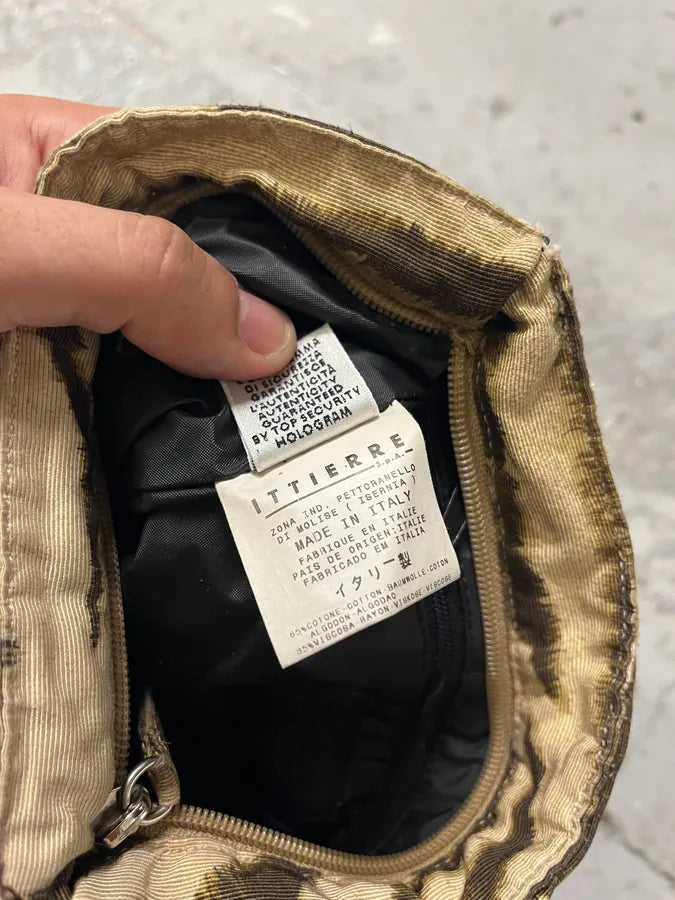 DI SICUREZZA
GARANTISCE
L'AUTENTICITÀ
AUTENTICITY
GUARANTEED
BY TOP SECURITY
HOLOGRAM
ITTIERRE
S.P.A.
ZONA IND. PETTORANELLO
DI MOLISE (ISERNIA)
MADE IN ITALY
FABRIQUE EN ITALIE
PAIS DE ORIGEN:ITALIE
FABRICADO EM ITALIA
イタリー製
65%COTONE-COTTON-BAUMWOLLE-COTON
ALGODON-ALGODAO
35%VISCOSA RAYON VISKOSE-VISCOSE